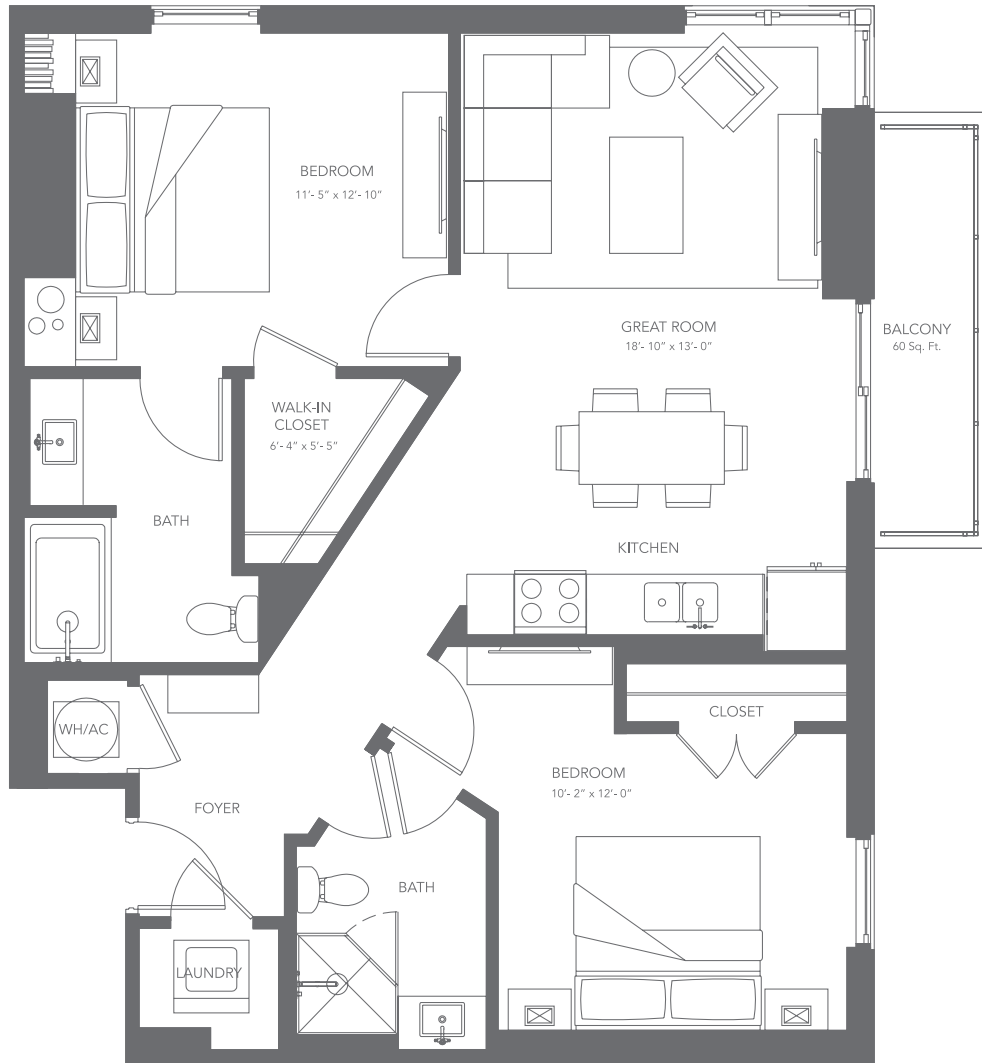 BEDROOM
11'- 5" x 12'- 10"
GREAT ROOM
18'- 10" x 13'- 0"
BALCONY
60 Sq. Ft.
WALK-IN
CLOSET
6'- 4" x 5'- 5"
BATH
KITCHEN
WH/AC
CLOSET
BEDROOM
10'- 2" x 12'- 0"
FOYER
BATH
LAUNDRY